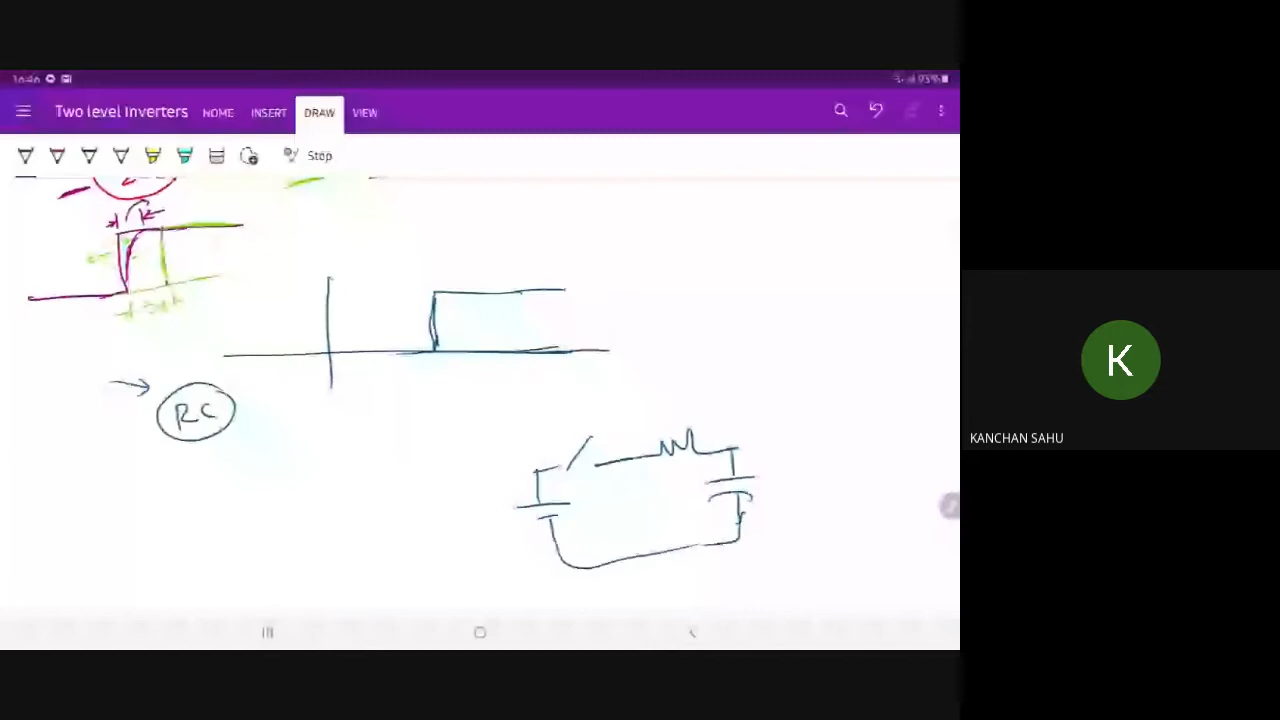 Two level Inverters HOME INSERT DRAW VIEW
Stop
RC
K
KANCHAN SAHU